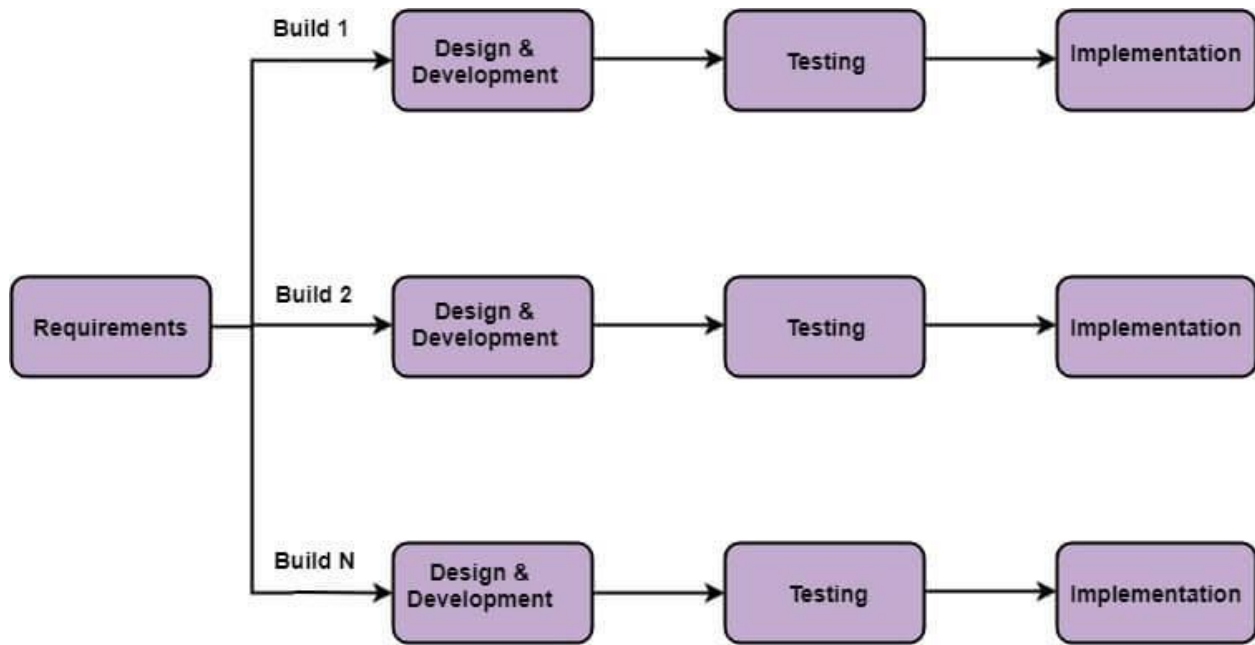 Build 1
Design &
Development
Testing
Implementation
Requirements
Build 2
Design &
Development
Testing
Implementation
Build N
Design &
Development
Testing
Implementation